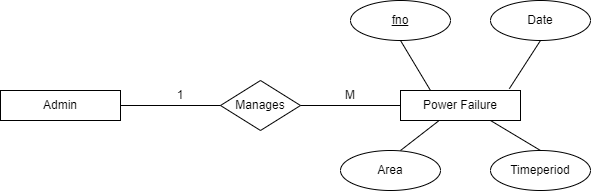 fno
Date
Admin
1
Manages
M
Power Failure
Area
Timeperiod